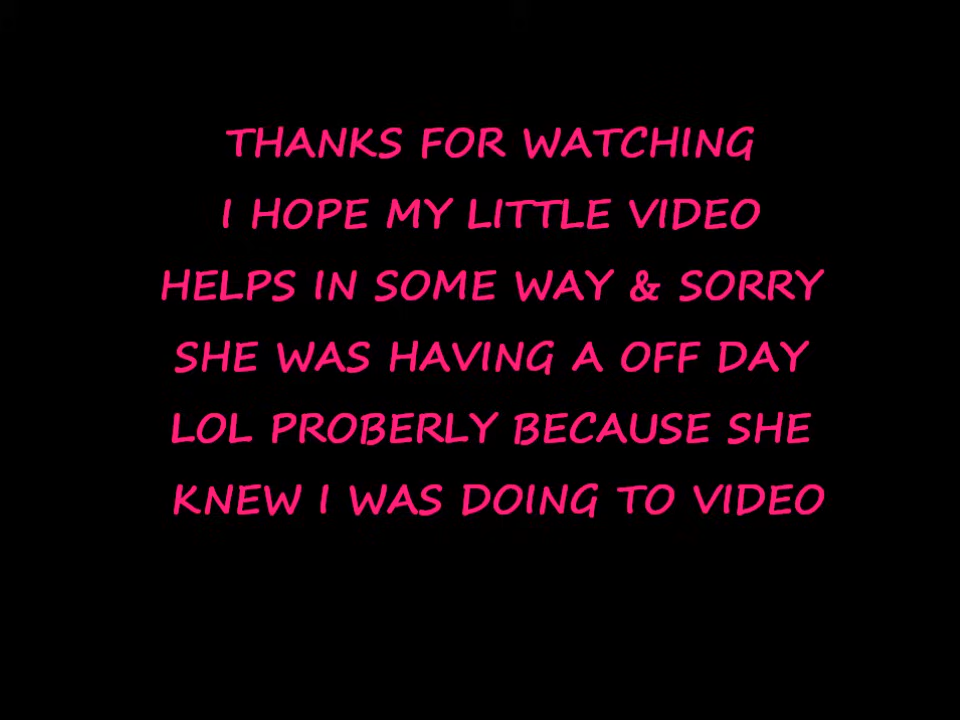 THANKS FOR WATCHING
I HOPE MY LITTLE VIDEO
HELPS IN SOME WAY & SORRY
SHE WAS HAVING A OFF DAY
LOL PROBERLY BECAUSE SHE
KNEW I WAS DOING TO VIDEO